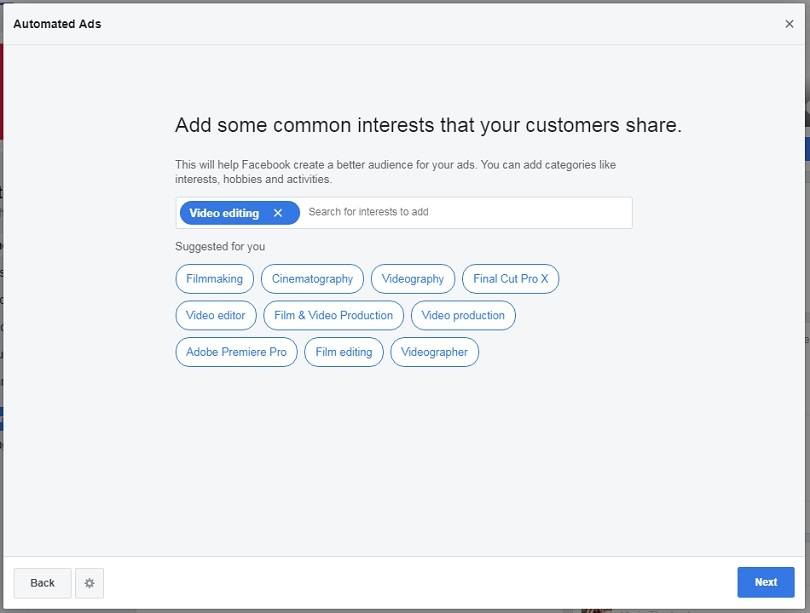 Automated Ads
Add some common interests that your customers share.
This will help Facebook create a better audience for your ads. You can add categories like
interests, hobbies and activities.
Video editing Search for interests to add
Suggested for you
Filmmaking Cinematography Videography Final Cut Pro X
Video editor Film & Video Production Video production
Adobe Premiere Pro Film editing Videographer
Back Next